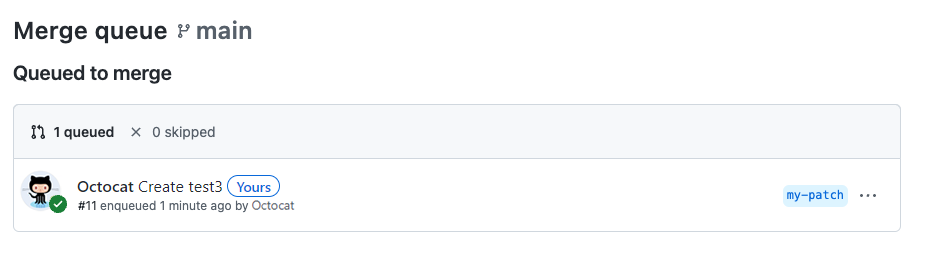 Merge queue main
Queued to merge
1 queued 0 skipped
Octocat Create test3 Yours
#11 enqueued 1 minute ago by Octocat
my-patch